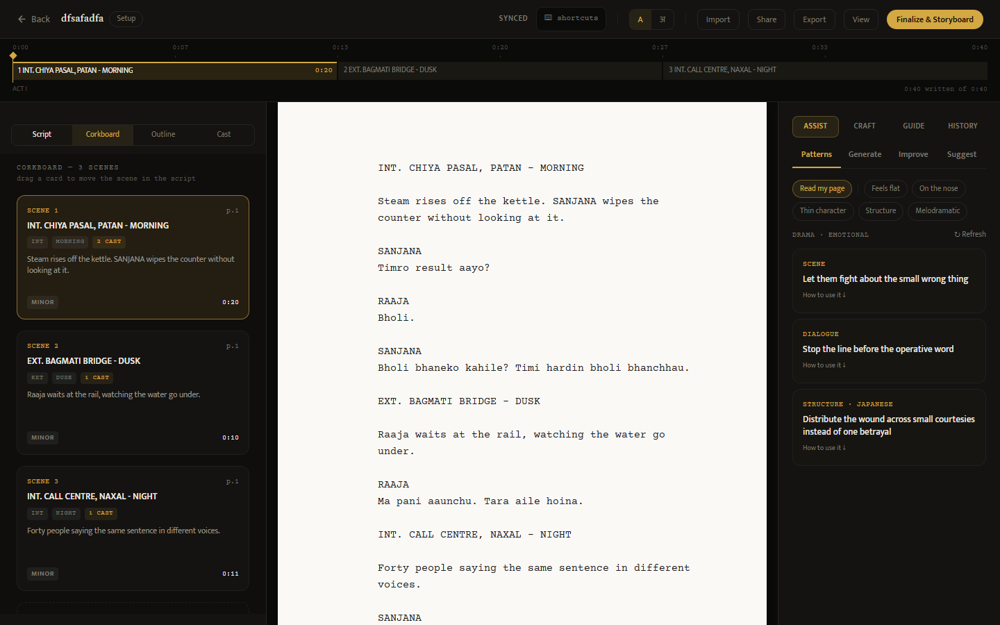 Back
dfsafadfa
Setup
SYNCED
shortcuts
A
अ
Import
Share
Export
View
Finalize & Storyboard
0:00
0:07
0:13
0:20
0:27
0:33
0:40
1 INT. CHIYA PASAL, PATAN - MORNING
0:20
2 EXT. BAGMATI BRIDGE - DUSK
3 INT. CALL CENTRE, NAXAL - NIGHT
ACT I
0:40 written of 0:40
Script
Corkboard
Outline
Cast
CORKBOARD — 3 SCENES
drag a card to move the scene in the script
SCENE 1
p.1
INT. CHIYA PASAL, PATAN - MORNING
INT
MORNING
2 CAST
Steam rises off the kettle. SANJANA wipes the counter without
looking at it.
MINOR
0:20
SCENE 2
p.1
EXT. BAGMATI BRIDGE - DUSK
EXT
DUSK
1 CAST
Raaja waits at the rail, watching the water go under.
MINOR
0:10
SCENE 3
p.1
INT. CALL CENTRE, NAXAL - NIGHT
INT
NIGHT
1 CAST
Forty people saying the same sentence in different voices.
MINOR
0:11
INT. CHIYA PASAL, PATAN - MORNING
Steam rises off the kettle. SANJANA wipes the
counter without looking at it.
SANJANA
Timro result aayo?
RAAJA
Bholi.
SANJANA
Bholi bhaneko kahile? Timi hardin bholi bhanchhau.
EXT. BAGMATI BRIDGE - DUSK
Raaja waits at the rail, watching the water go
under.
RAAJA
Ma pani aaunchu. Tara aile hoina.
INT. CALL CENTRE, NAXAL - NIGHT
Forty people saying the same sentence in different
voices.
SANJANA
ASSIST
CRAFT
GUIDE
HISTORY
Patterns
Generate
Improve
Suggest
Read my page
Feels flat
On the nose
Thin character
Structure
Melodramatic
DRAMA · EMOTIONAL
↻ Refresh
SCENE
Let them fight about the small wrong thing
How to use it ↓
DIALOGUE
Stop the line before the operative word
How to use it ↓
STRUCTURE · JAPANESE
Distribute the wound across small courtesies
instead of one betrayal
How to use it ↓